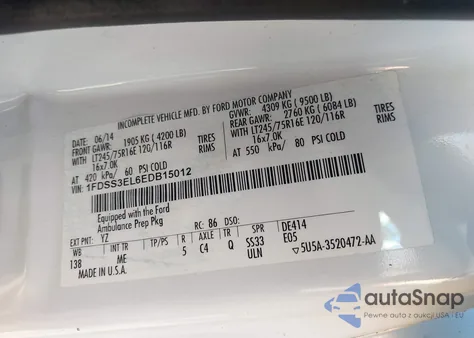 INCOMPLETE VEHICLE MFD. BY FORD MOTOR COMPANY
DATE: 06/14 GVWR: 4309 KG (9500 LB)
FRONT GAWR: 1905 KG (4200 LB) REAR GAWR: 2760 KG (6084 LB)
WITH LT245/75R16E 120/116R TIRES WITH LT245/75R16E 120/116R TIRES
16x7.0K RIMS 16x7.0K RIMS
AT 420 kPa/ 60 PSI COLD AT 550 kPa/ 80 PSI COLD
VIN: 1FDSS3EL6EDB15012
Equipped with the Ford
Ambulance Prep Pkg
EXT PNT: YZ RC: 86 DSO:
WB INT TR TP/PS R AXLE TR SPR DE414
138 ME 5 C4 Q SS33 E05
MADE IN U.S.A. ULN ▽5U5A-3520472-AA
autoSnap
Pewne auta z aukcji USA i EU